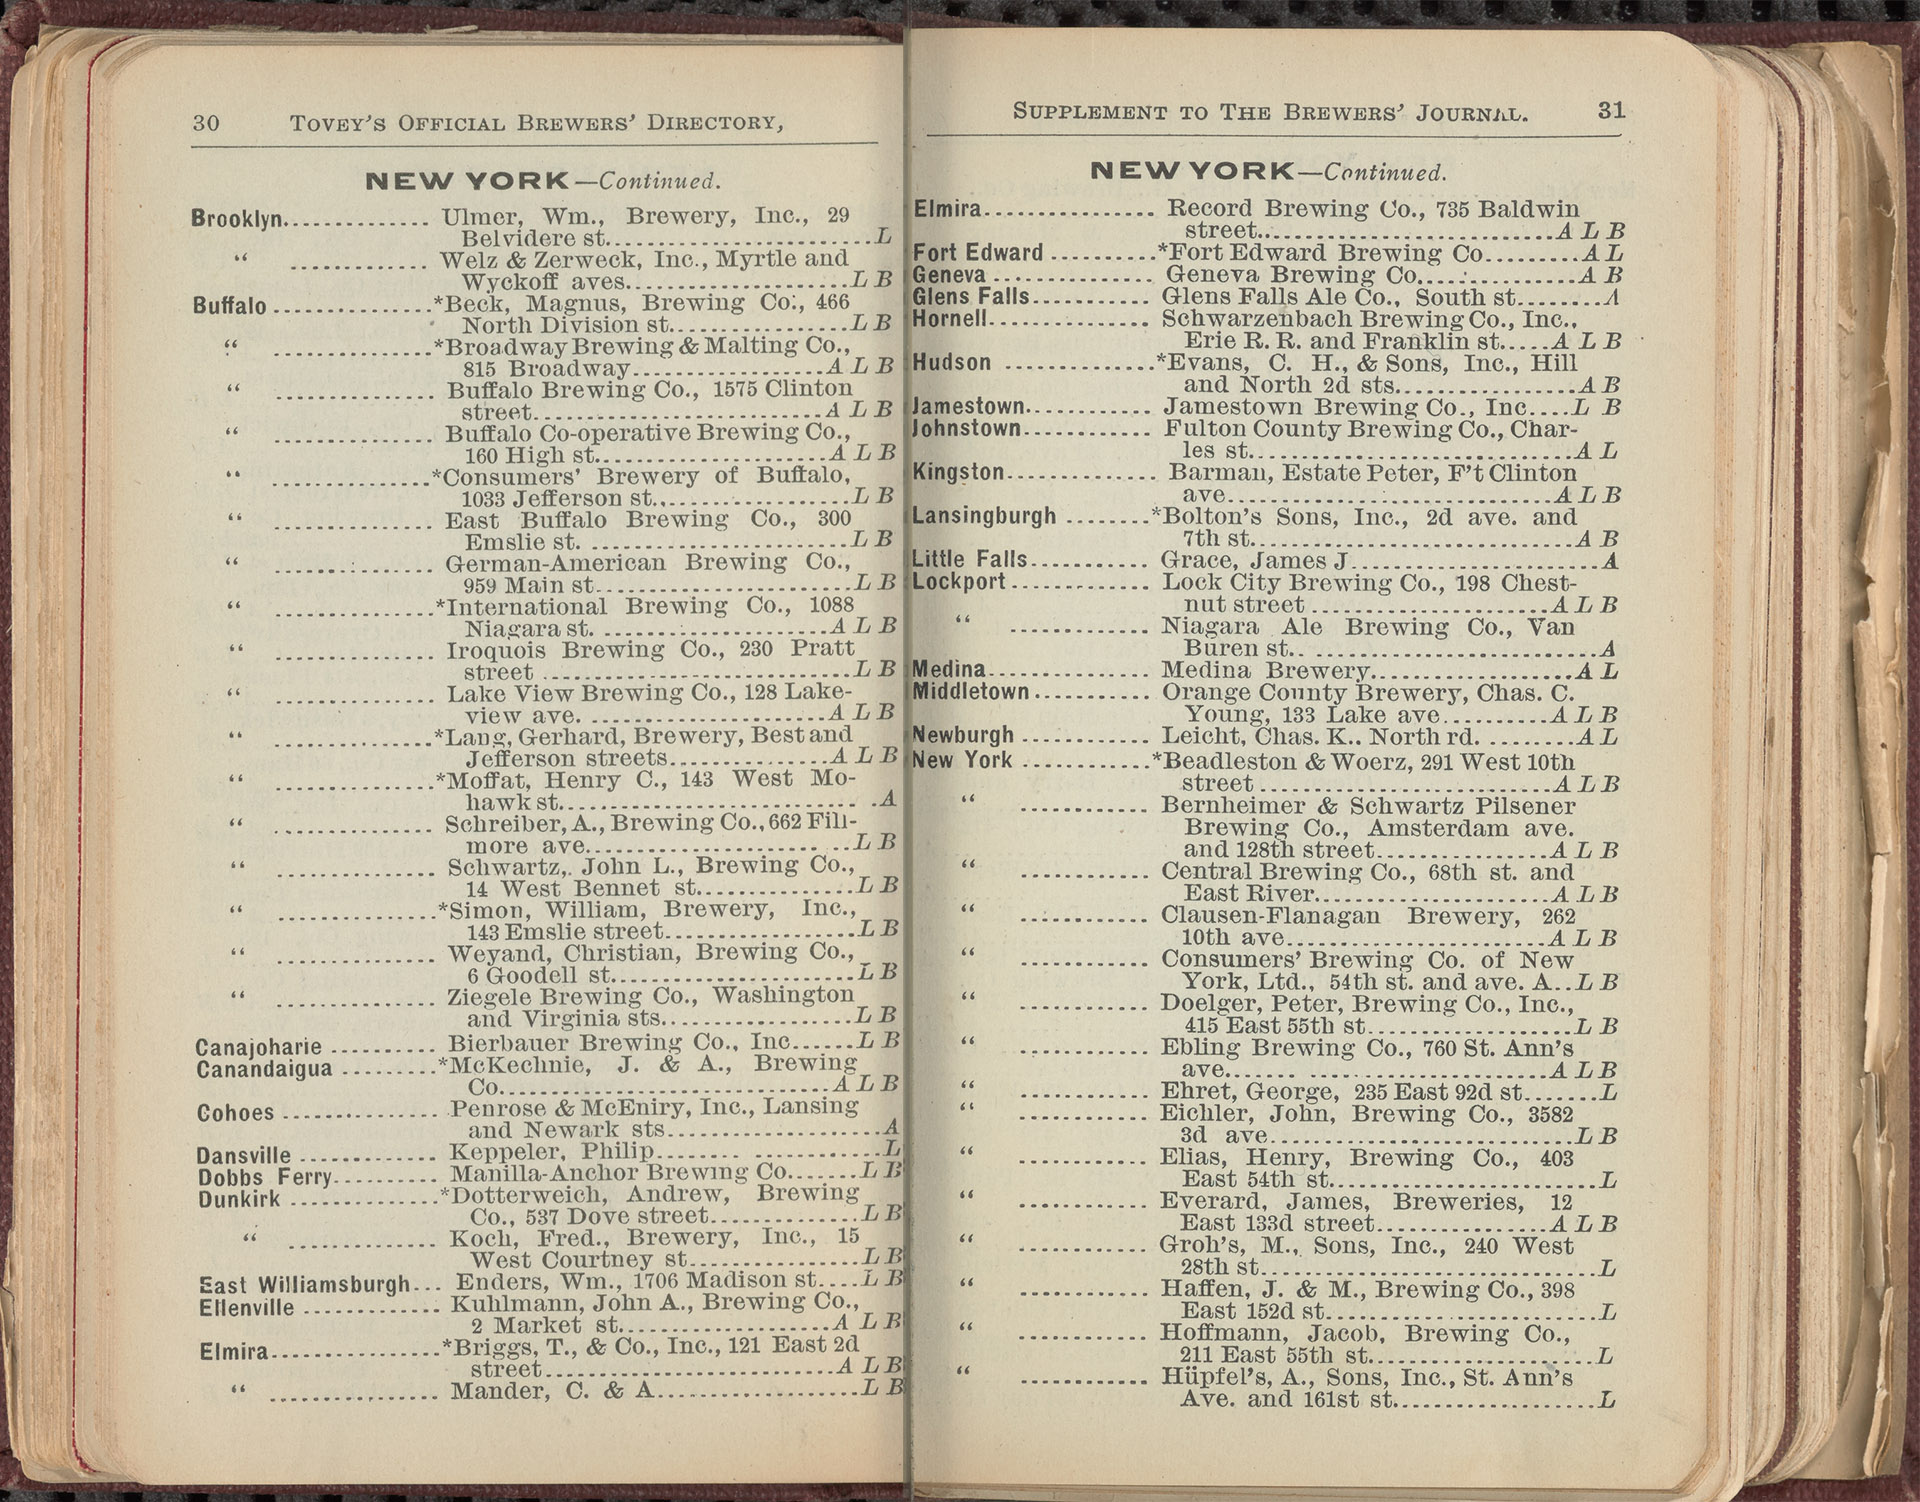 30 TOVEY'S OFFICIAL BREWERS' DIRECTORY,
NEW YORK—Continued.
Brooklyn.............. Ulmer, Wm., Brewery, Inc., 29
Belvidere st..........................L
“ ............. Welz & Zerweck, Inc., Myrtle and
Wyckoff aves......................L B
Buffalo ................*Beck, Magnus, Brewing Co., 466
North Division st.................L B
“ ................*Broadway Brewing & Malting Co.,
815 Broadway..................A L B
“ ................ Buffalo Brewing Co., 1575 Clinton
street............................A L B
“ ................ Buffalo Co-operative Brewing Co.,
160 High st......................A L B
“ ................*Consumers' Brewery of Buffalo,
1033 Jefferson st...................L B
“ ................ East Buffalo Brewing Co., 300
Emslie st. .........................L B
“ ................ German-American Brewing Co.,
959 Main st.........................L B
“ ................*International Brewing Co., 1088
Niagara st. ......................A L B
“ ................ Iroquois Brewing Co., 230 Pratt
street ..............................L B
“ ................ Lake View Brewing Co., 128 Lake-
view ave. .......................A L B
“ ................*Lang, Gerhard, Brewery, Best and
Jefferson streets...............A L B
“ ................*Moffat, Henry C., 143 West Mo-
hawk st.............................. .A
“ ................ Schreiber, A., Brewing Co., 662 Fill-
more ave....................... ..L B
“ ................ Schwartz, John L., Brewing Co.,
14 West Bennet st...............L B
“ ................*Simon, William, Brewery, Inc.,
143 Emslie street..................L B
“ ................ Weyand, Christian, Brewing Co.,
6 Goodell st........................L B
“ ................ Ziegele Brewing Co., Washington
and Virginia sts...................L B
Canajoharie ........... Bierbauer Brewing Co., Inc......L B
Canandaigua .........*McKechnie, J. & A., Brewing
Co.................................A L B
Cohoes ................ Penrose & McEniry, Inc., Lansing
and Newark sts......................A
Dansville .............. Keppeler, Philip........ .............L
Dobbs Ferry.......... Manilla-Anchor Brewing Co.......L B
Dunkirk ...............*Dotterweich, Andrew, Brewing
Co., 537 Dove street..............L B
“ ............... Koch, Fred., Brewery, Inc., 15
West Courtney st.................L B
East Williamsburgh... Enders, Wm., 1706 Madison st....L B
Ellenville .............. Kuhlmann, John A., Brewing Co.,
2 Market st.....................A L B
Elmira.................*Briggs, T., & Co., Inc., 121 East 2d
street.............................A L B
“ ................. Mander, C. & A.....................L B
SUPPLEMENT TO THE BREWERS' JOURNAL. 31
NEW YORK—Continued.
Elmira................ Record Brewing Co., 735 Baldwin
street..............................A L B
Fort Edward ..........*Fort Edward Brewing Co.........A L
Geneva ................ Geneva Brewing Co.................A B
Glens Falls........... Glens Falls Ale Co., South st........A
Hornell................ Schwarzenbach Brewing Co., Inc.,
Erie R. R. and Franklin st.....A L B
Hudson ...............*Evans, C. H., & Sons, Inc., Hill
and North 2d sts..................A B
Jamestown............ Jamestown Brewing Co., Inc....L B
Johnstown............ Fulton County Brewing Co., Char-
les st................................A L
Kingston.............. Barman, Estate Peter, F't Clinton
ave................................A L B
Lansingburgh ........*Bolton's Sons, Inc., 2d ave. and
7th st................................A B
Little Falls............ Grace, James J.........................A
Lockport.............. Lock City Brewing Co., 198 Chest-
nut street ........................A L B
“ .............. Niagara Ale Brewing Co., Van
Buren st.. ............................A
Medina................ Medina Brewery....................A L
Middletown............ Orange County Brewery, Chas. C.
Young, 133 Lake ave..........A L B
Newburgh ............ Leicht, Chas. K., North rd. .........A L
New York .............*Beadleston & Woerz, 291 West 10th
street ..............................A L B
“ ............. Bernheimer & Schwartz Pilsener
Brewing Co., Amsterdam ave.
and 128th street.................A L B
“ ............. Central Brewing Co., 68th st. and
East River.......................A L B
“ ............. Clausen-Flanagan Brewery, 262
10th ave..........................A L B
“ ............. Consumers' Brewing Co. of New
York, Ltd., 54th st. and ave. A..L B
“ ............. Doelger, Peter, Brewing Co., Inc.,
415 East 55th st....................L B
“ ............. Ebling Brewing Co., 760 St. Ann's
ave....... ........................A L B
“ ............. Ehret, George, 235 East 92d st.......L
“ ............. Eichler, John, Brewing Co., 3582
3d ave..............................L B
“ ............. Elias, Henry, Brewing Co., 403
East 54th st..........................L
“ ............. Everard, James, Breweries, 12
East 133d street.................A L B
“ ............. Groh's, M., Sons, Inc., 240 West
28th st.................................L
“ ............. Haffen, J. & M., Brewing Co., 398
East 152d st..........................L
“ ............. Hoffmann, Jacob, Brewing Co.,
211 East 55th st......................L
“ ............. Hüpfel's, A., Sons, Inc., St. Ann's
Ave. and 161st st....................L